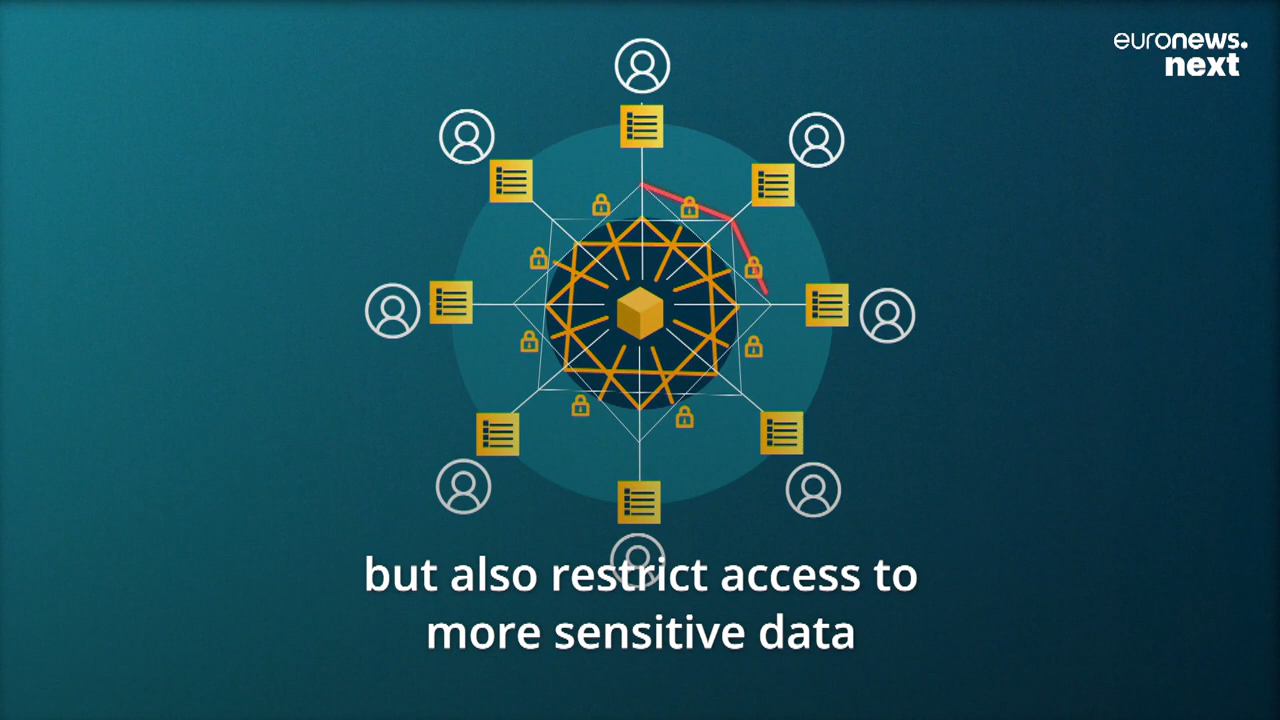 euronews.
next
but also restrict access to
more sensitive data